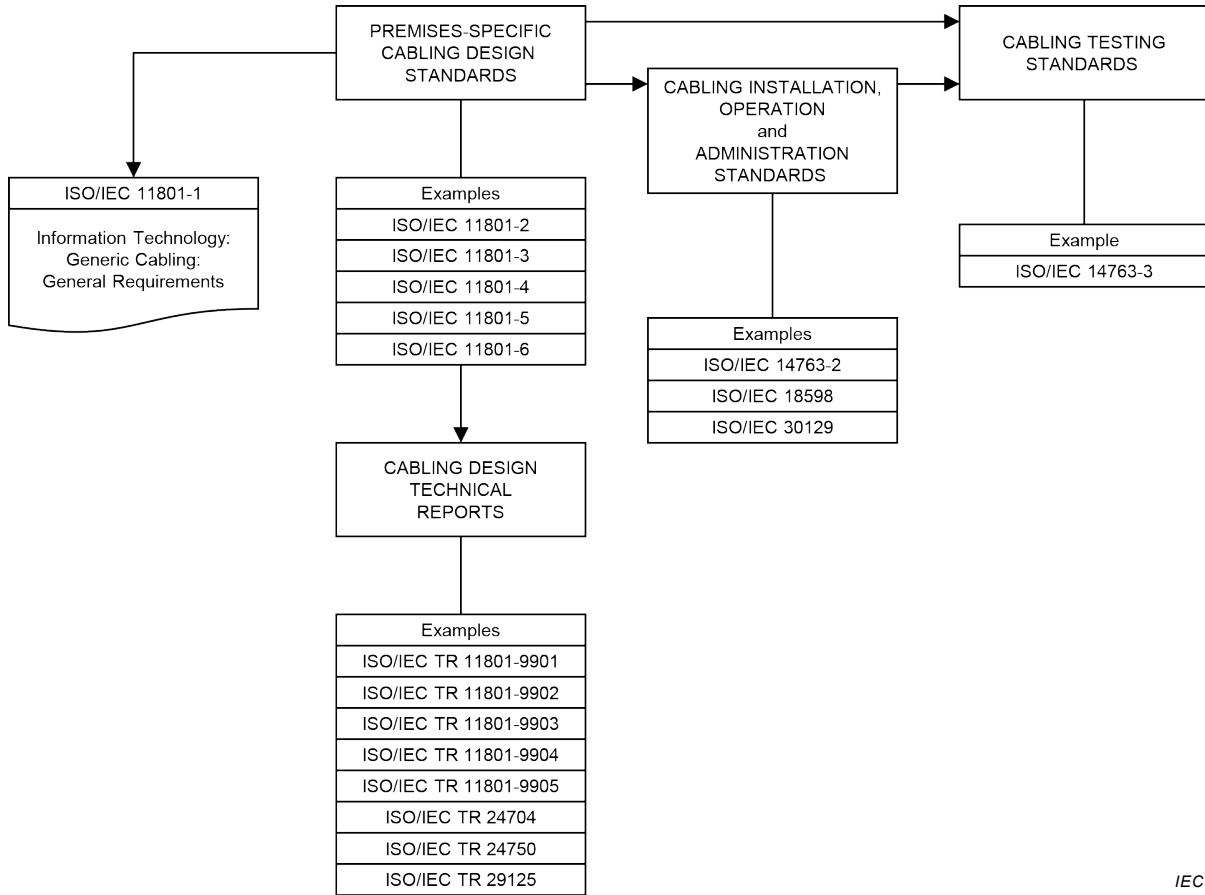 PREMISES-SPECIFIC
CABLING DESIGN
STANDARDS
CABLING TESTING
STANDARDS
CABLING INSTALLATION,
OPERATION
and
ADMINISTRATION
STANDARDS
ISO/IEC 11801-1
Information Technology:
Generic Cabling:
General Requirements
Examples
ISO/IEC 11801-2
ISO/IEC 11801-3
ISO/IEC 11801-4
ISO/IEC 11801-5
ISO/IEC 11801-6
Example
ISO/IEC 14763-3
Examples
ISO/IEC 14763-2
ISO/IEC 18598
ISO/IEC 30129
CABLING DESIGN
TECHNICAL
REPORTS
Examples
ISO/IEC TR 11801-9901
ISO/IEC TR 11801-9902
ISO/IEC TR 11801-9903
ISO/IEC TR 11801-9904
ISO/IEC TR 11801-9905
ISO/IEC TR 24704
ISO/IEC TR 24750
ISO/IEC TR 29125
IEC